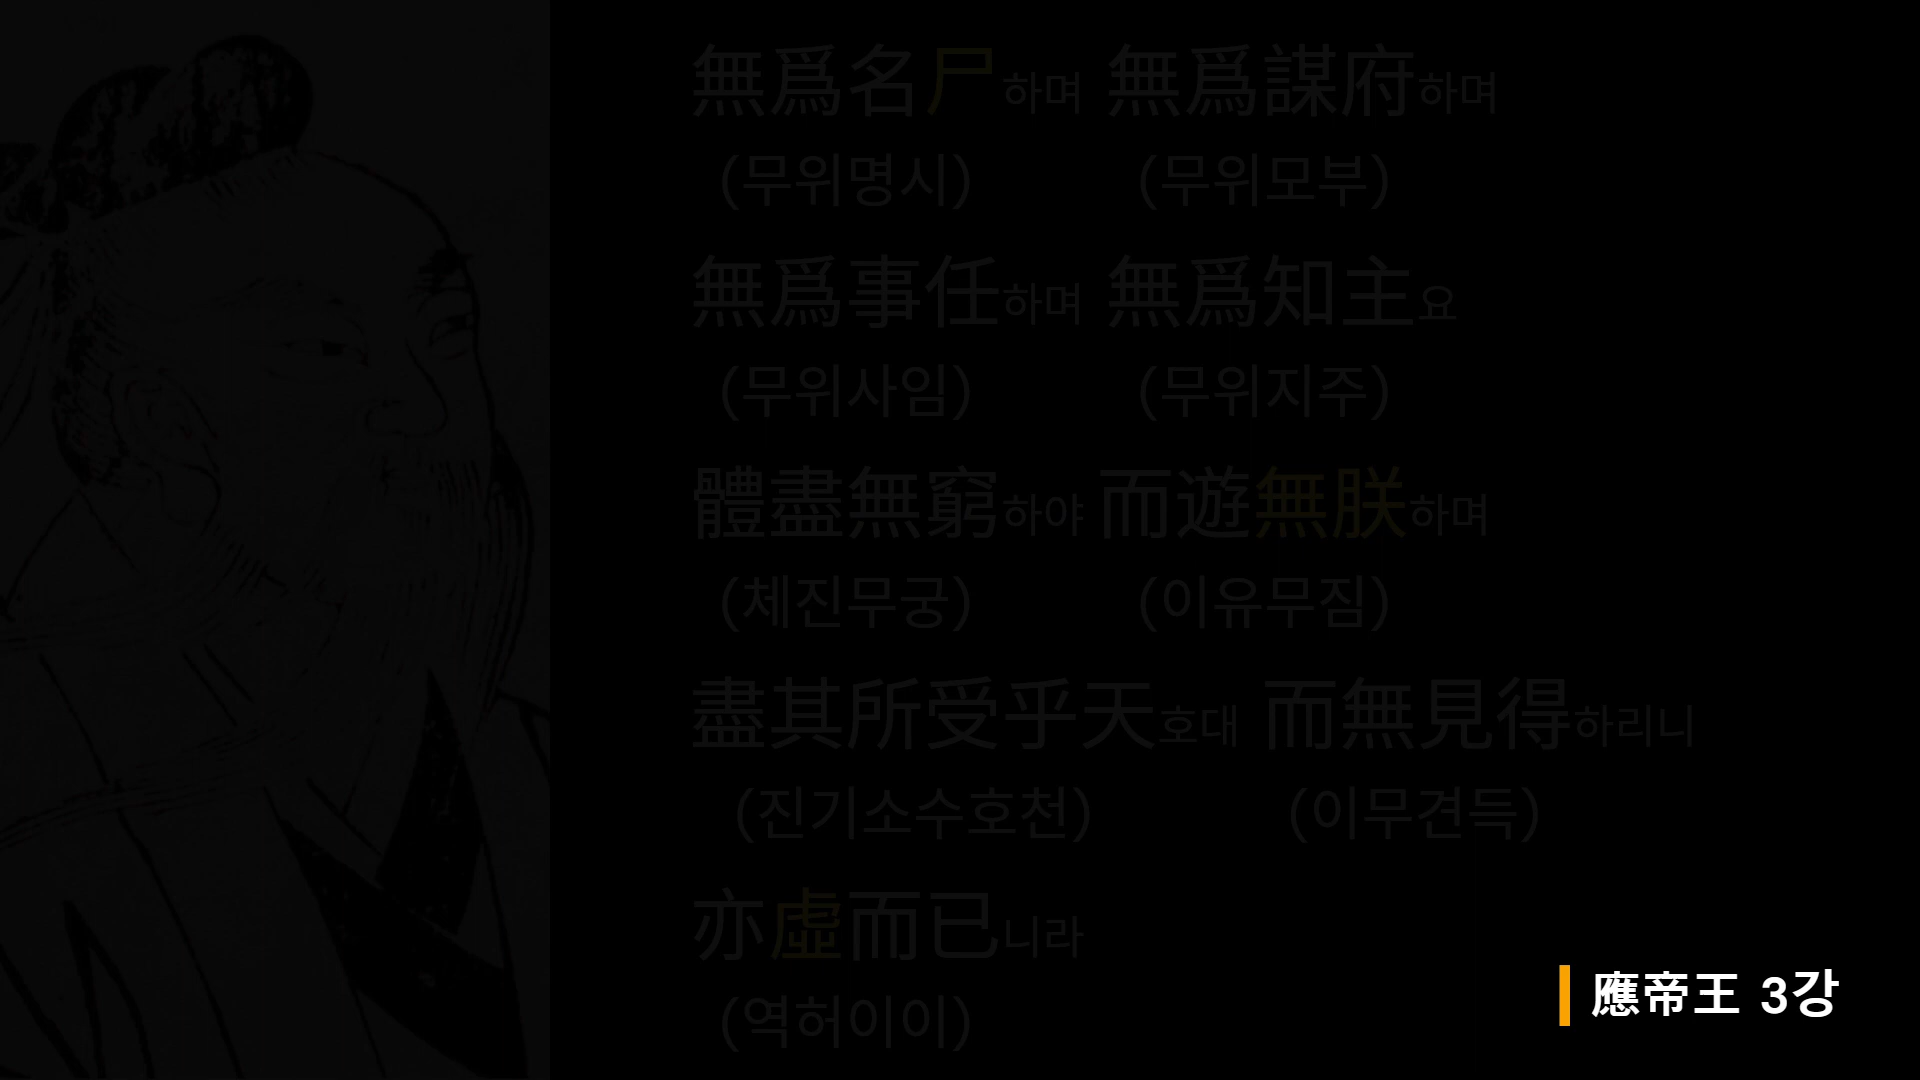 無爲名尸하며 無爲謀府하며
(무위명시) (무위모부)
無爲事任하며 無爲知主요
(무위사임) (무위지주)
體盡無窮하야 而遊無朕하며
(체진무궁) (이유무짐)
盡其所受乎天호대 而無見得하리니
(진기소수호천) (이무견득)
亦虛而已니라
(역허이이)
應帝王 3강